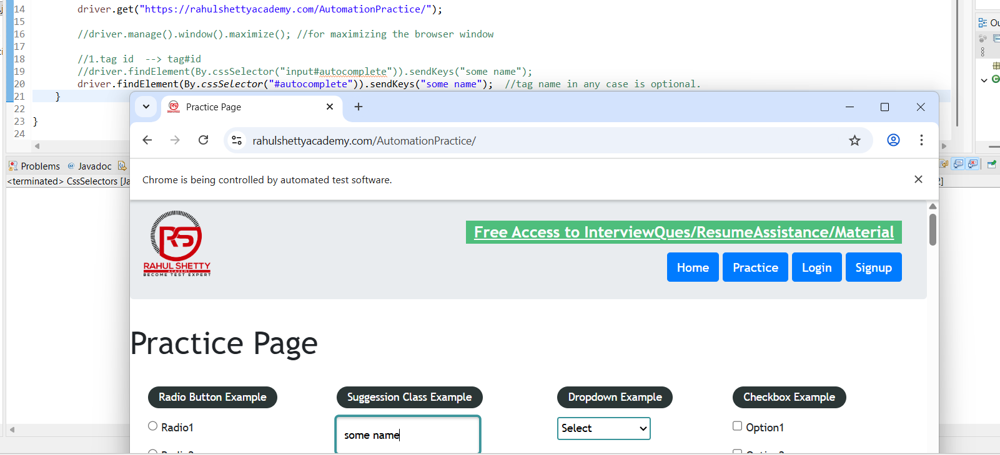 14 driver.get("https://rahulshettyacademy.com/AutomationPractice/");
15
16 //driver.manage().window().maximize(); //for maximizing the browser window
17
18 //1.tag id --> tag#id
19 //driver.findElement(By.cssSelector("input#autocomplete")).sendKeys("some name");
20 driver.findElement(By.cssSelector("#autocomplete")).sendKeys("some name"); //tag name in any case is optional.
21 }
22
23 }
24
Ou
Practice Page
rahulshettyacademy.com/AutomationPractice/
Problems @ Javadoc
<terminated> CssSelectors [Ja
Chrome is being controlled by automated test software.
RS
RAHUL SHETTY
ACADEMY
BECOME TEST EXPERT
Free Access to InterviewQues/ResumeAssistance/Material
Home Practice Login Signup
Practice Page
Radio Button Example Suggession Class Example Dropdown Example Checkbox Example
Radio1 some name Select Option1